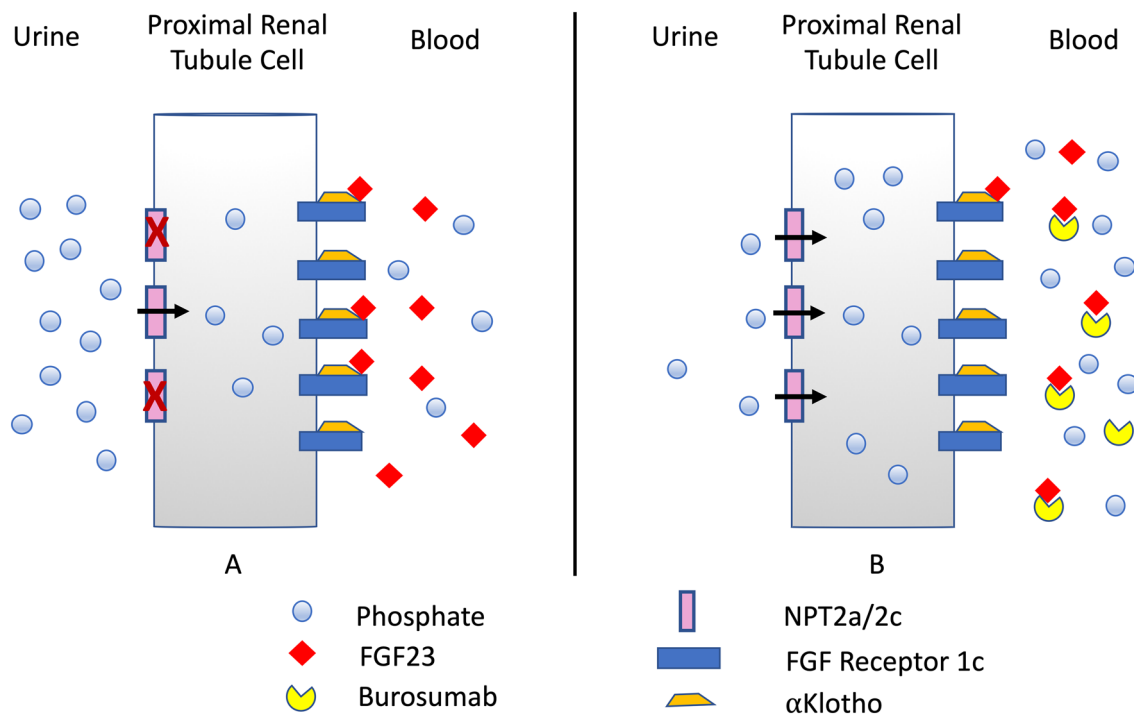 Urine
Proximal Renal
Tubule Cell
Blood
Urine
Proximal Renal
Tubule Cell
Blood
X
X
A
B
Phosphate
FGF23
Burosumab
NPT2a/2c
FGF Receptor 1c
αKlotho